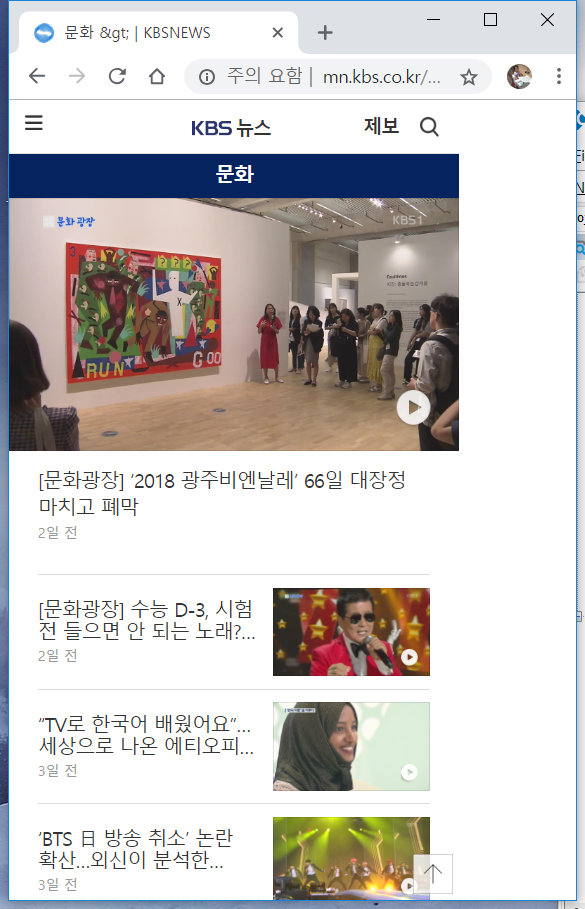 문화 &gt; | KBSNEWS
주의 요함 | mn.kbs.co.kr/...
KBS 뉴스
제보
문화
문화광장
KBS1
3
? ? ?
X
RUN
GOO
[문화광장] ‘2018 광주비엔날레’ 66일 대장정
마치고 폐막
2일 전
[문화광장] 수능 D-3, 시험
전 들으면 안 되는 노래?...
2일 전
“TV로 한국어 배웠어요”...
세상으로 나온 에티오피...
3일 전
‘BTS 日 방송 취소’ 논란
확산...외신이 분석한...
3일 전